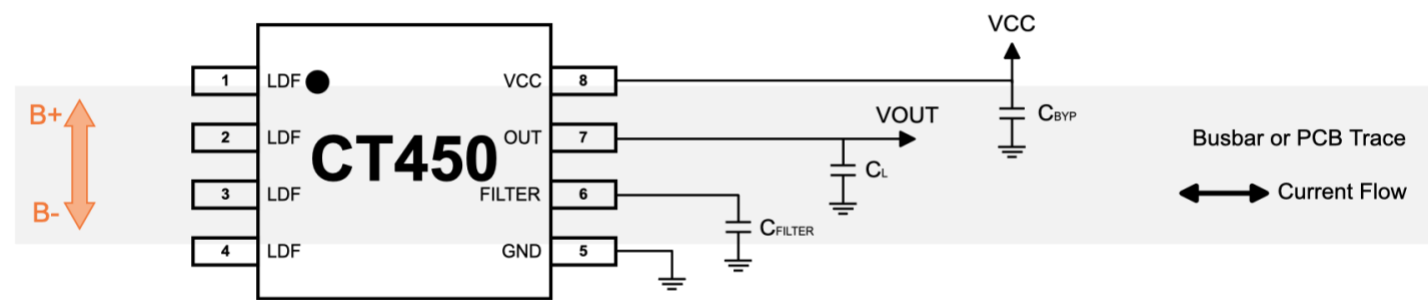 VCC
1 LDF VCC 8
B+ VOUT CBYP
2 LDF OUT 7 Busbar or PCB Trace
CT450
CL
3 LDF FILTER 6 Current Flow
B-
CFILTER
4 LDF GND 5